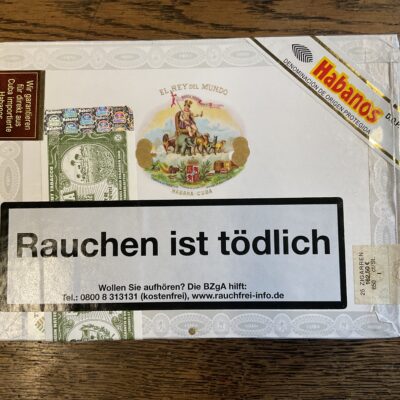 Wir garantieren
für direkt aus
Cuba importierte
Habanos
EL REY DEL MUNDO
HABANA-CUBA
Habanos
DENOMINACIÓN DE ORIGEN PROTEGIDA
Rauchen ist tödlich
Wollen Sie aufhören? Die BZgA hilft:
Tel.: 0800 8 313131 (kostenfrei), www.rauchfrei-info.de
25 ZIGARREN